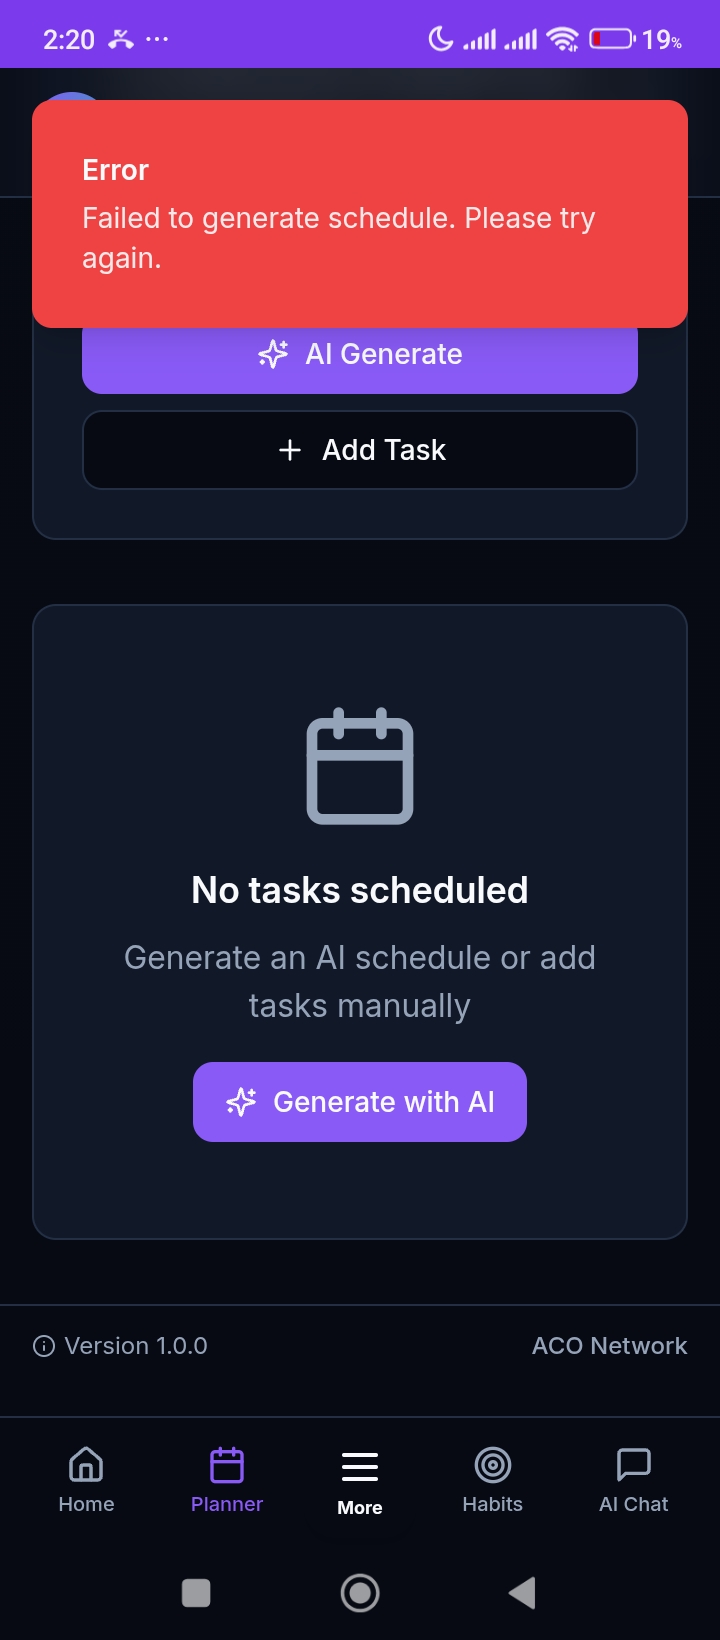 2:20
19%
Error
Failed to generate schedule. Please try
again.
AI Generate
Add Task
No tasks scheduled
Generate an AI schedule or add
tasks manually
Generate with AI
Version 1.0.0
ACO Network
Home
Planner
More
Habits
AI Chat